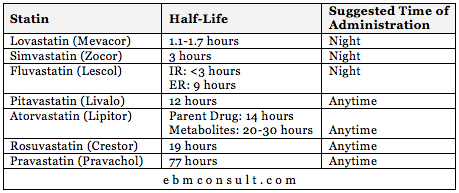 Statin Half-Life Suggested Time of
Administration
Lovastatin (Mevacor) 1.1-1.7 hours Night
Simvastatin (Zocor) 3 hours Night
Fluvastatin (Lescol) IR: <3 hours Night
ER: 9 hours
Pitavastatin (Livalo) 12 hours Anytime
Atorvastatin (Lipitor) Parent Drug: 14 hours
Metabolites: 20-30 hours Anytime
Rosuvastatin (Crestor) 19 hours Anytime
Pravastatin (Pravachol) 77 hours Anytime
ebmconsult.com